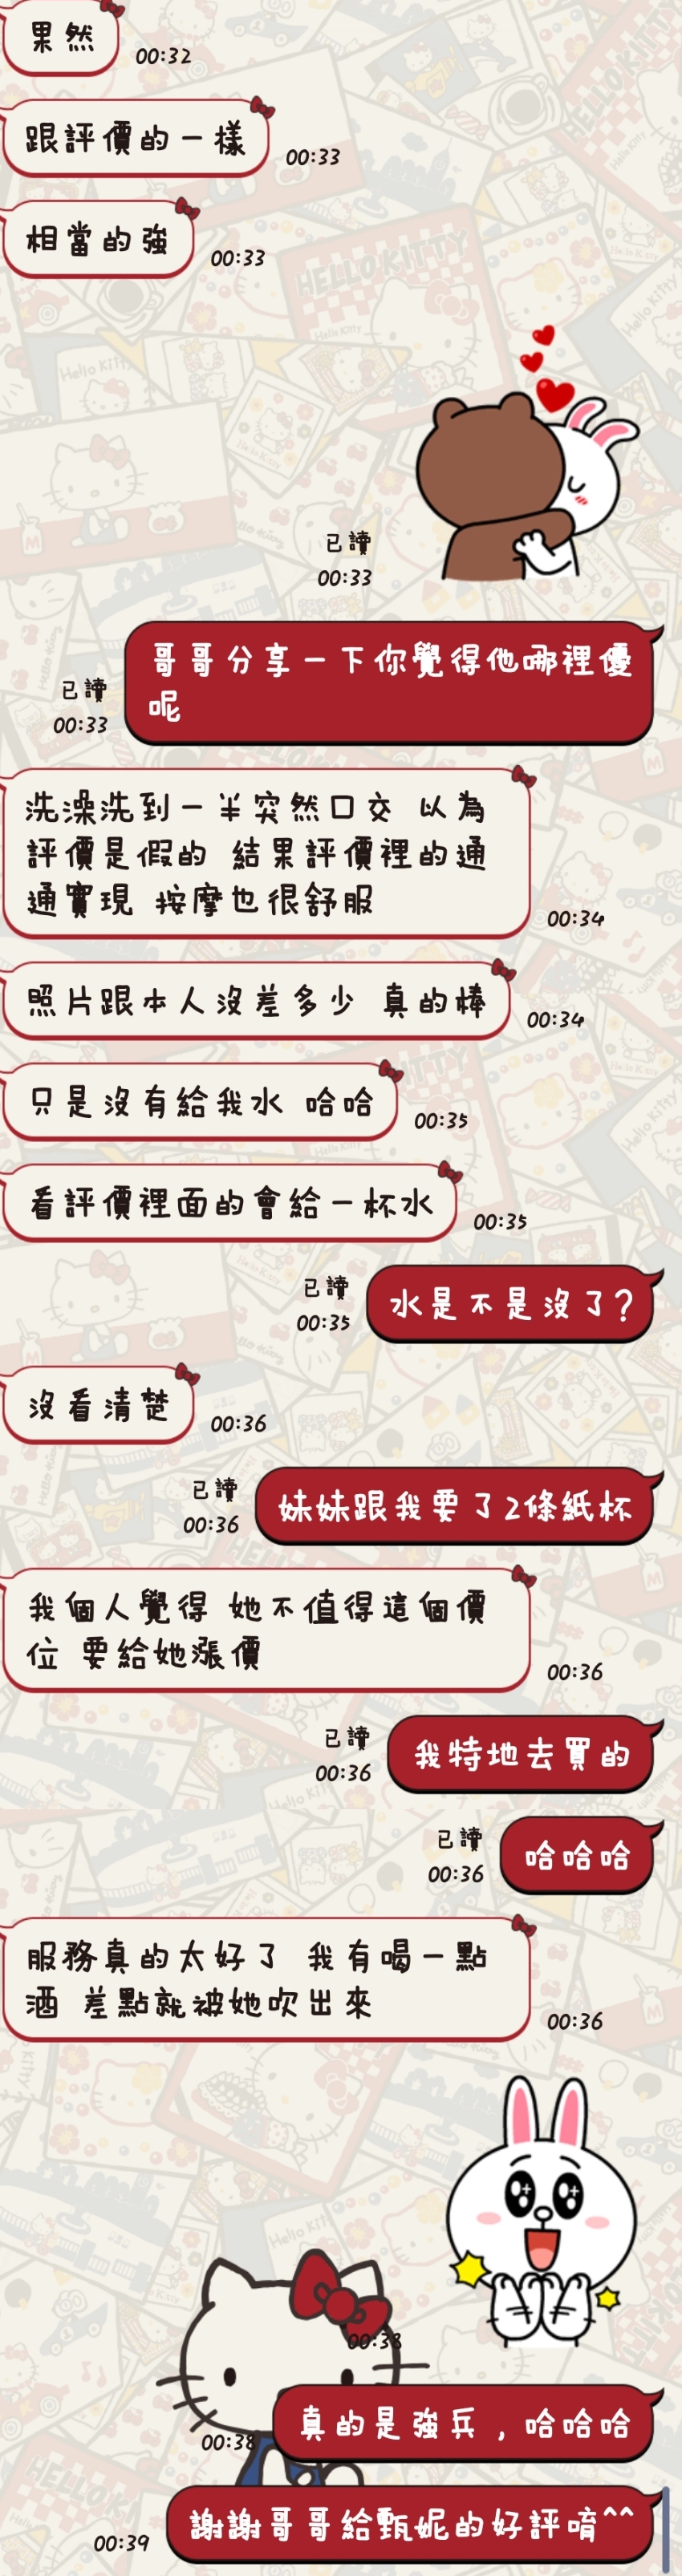 果然
00:32
跟評價的一樣
00:33
相當的強
00:33
HELLO KITTY
已讀
00:33
哥哥分享一下你覺得他哪裡優
呢
已讀
00:33
洗澡洗到一半突然口交 以為
評價是假的 結果評價裡的通
通實現 按摩也很舒服
00:34
照片跟本人沒差多少 真的棒
00:34
只是沒有給我水 哈哈
00:35
看評價裡面的會給一杯水
00:35
水是不是沒了?
已讀
00:35
沒看清楚
00:36
妹妹跟我要了2條紙杯
已讀
00:36
我個人覺得 她不值得這個價
位 要給她漲價
00:36
我特地去買的
已讀
00:36
哈哈哈
已讀
00:36
服務真的太好了 我有喝一點
酒 差點就被她吹出來
00:36
00:38
真的是強兵,哈哈哈
00:38
謝謝哥哥給甄妮的好評唷^^
00:39